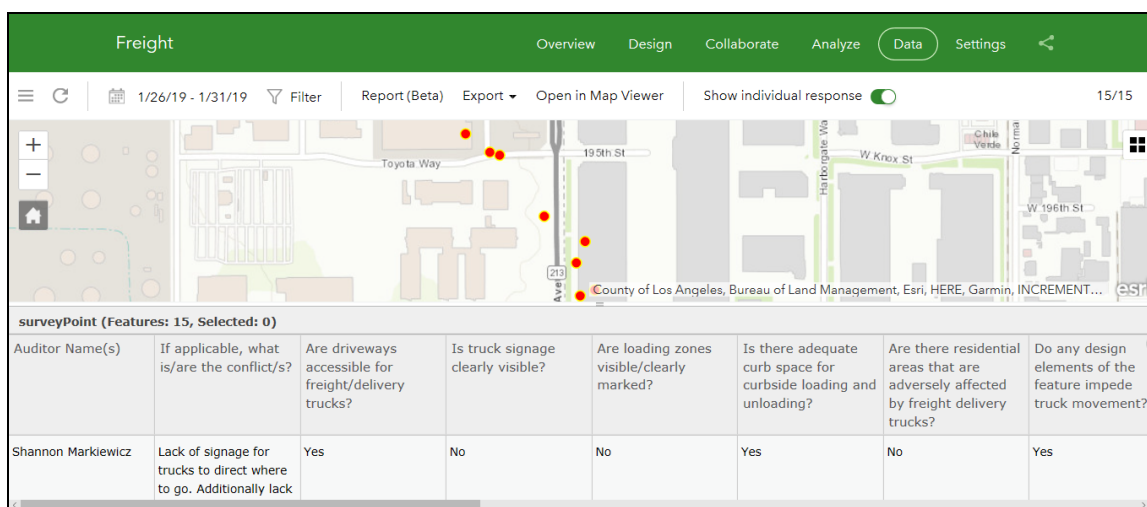 Freight
Overview Design Collaborate Analyze Data Settings
1/26/19 - 1/31/19 Filter Report (Beta) Export Open in Map Viewer Show individual response 15/15
+
Chile
Verde
Harborgate Wa
Norma
195th St
W Knox St
Toyota Way
−
W 196th St
213
Ave
County of Los Angeles, Bureau of Land Management, Esri, HERE, Garmin, INCREMENT... esri
surveyPoint (Features: 15, Selected: 0)
Auditor Name(s)
If applicable, what
is/are the conflict/s?
Are driveways
accessible for
freight/delivery
trucks?
Is truck signage
clearly visible?
Are loading zones
visible/clearly
marked?
Is there adequate
curb space for
curbside loading and
unloading?
Are there residential
areas that are
adversely affected
by freight delivery
trucks?
Do any design
elements of the
feature impede
truck movement?
Shannon Markiewicz
Lack of signage for
trucks to direct where
to go. Additionally lack
Yes
No
No
Yes
No
Yes